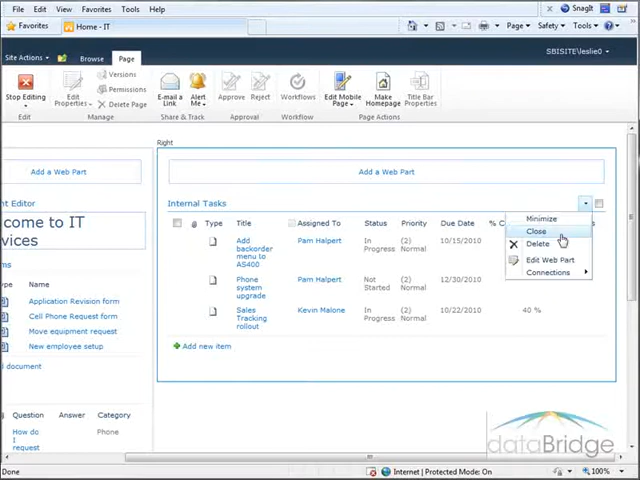 File Edit View Favorites Tools Help
SnagIt
Favorites
Home - IT
Page
Safety
Tools
Site Actions
Browse
Page
SBISITE\leslie0
Stop Editing
Edit Properties
Versions
Permissions
Delete Page
E-mail a Link
Alert Me
Approve
Reject
Workflows
Edit Mobile Page
Make Homepage
Title Bar Properties
Edit
Manage
Share & Track
Approval
Workflow
Page Actions
Right
Add a Web Part
Add a Web Part
ent Editor
Internal Tasks
come to IT
vices
Type Title Assigned To Status Priority Due Date % C
Minimize
Close
Delete
Edit Web Part
Connections
Add backorder menu to AS400 Pam Halpert In Progress (2) Normal 10/15/2010
Phone system upgrade Pam Halpert Not Started (2) Normal 12/30/2010
Sales Tracking rollout Kevin Malone In Progress (2) Normal 10/22/2010 40 %
Add new item
ms
Name
Application Revision form
Cell Phone Request form
Move equipment request
New employee setup
d document
Question Answer Category
How do I request
Phone
dataBridge
Done
Internet | Protected Mode: On
100%